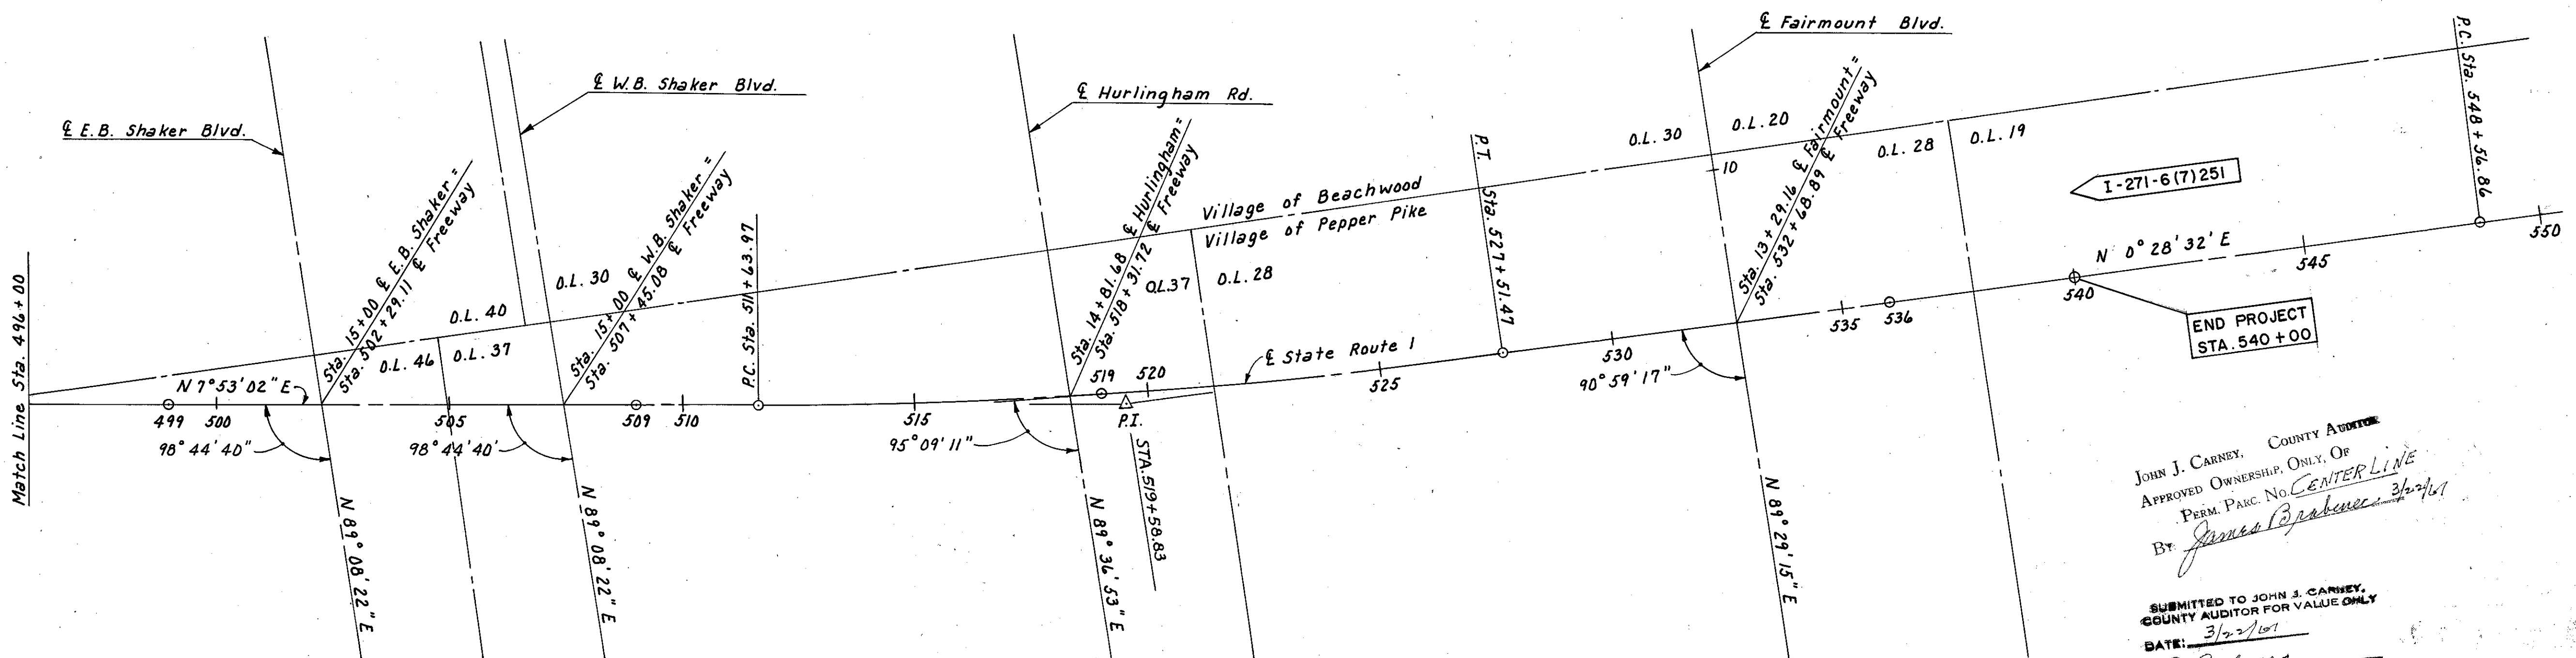 ℄ Fairmount Blvd.
℄ W.B. Shaker Blvd.
℄ Hurlingham Rd.
℄ E.B. Shaker Blvd.
P.C. Sta. 548+56.86
Sta. 15+00 ℄ E.B. Shaker =
Sta. 502+29.11 ℄ Freeway
Sta. 15+00 ℄ W.B. Shaker =
Sta. 507+45.08 ℄ Freeway
P.C. Sta. 511+63.97
Sta. 14+81.68 ℄ Hurlingham =
Sta. 518+31.72 ℄ Freeway
P.T. Sta. 527+51.47
Sta. 13+29.16 ℄ Fairmount =
Sta. 532+68.89 ℄ Freeway
O.L. 30
O.L. 20
10
O.L. 28
O.L. 19
I-271-6(7)251
Village of Beachwood
Village of Pepper Pike
O.L. 37
O.L. 28
O.L. 30
O.L. 40
O.L. 46
O.L. 37
Match Line Sta. 496+00
N 7° 53' 02" E
499
500
505
509
510
515
519
520
525
530
535
536
540
545
550
℄ State Route 1
N 0° 28' 32" E
END PROJECT
STA. 540+00
98° 44' 40"
98° 44' 40'
95° 09' 11"
90° 59' 17"
P.I.
STA. 519+58.83
N 89° 08' 22" E
N 89° 08' 22" E
N 89° 36' 53" E
N 89° 29' 15" E
JOHN J. CARNEY, COUNTY AUDITOR
APPROVED OWNERSHIP, ONLY, OF
PERM. PARC. No. CENTER LINE
By James Brabenec 3/22/61
SUBMITTED TO JOHN J. CARNEY,
COUNTY AUDITOR FOR VALUE ONLY
DATE: 3/22/61